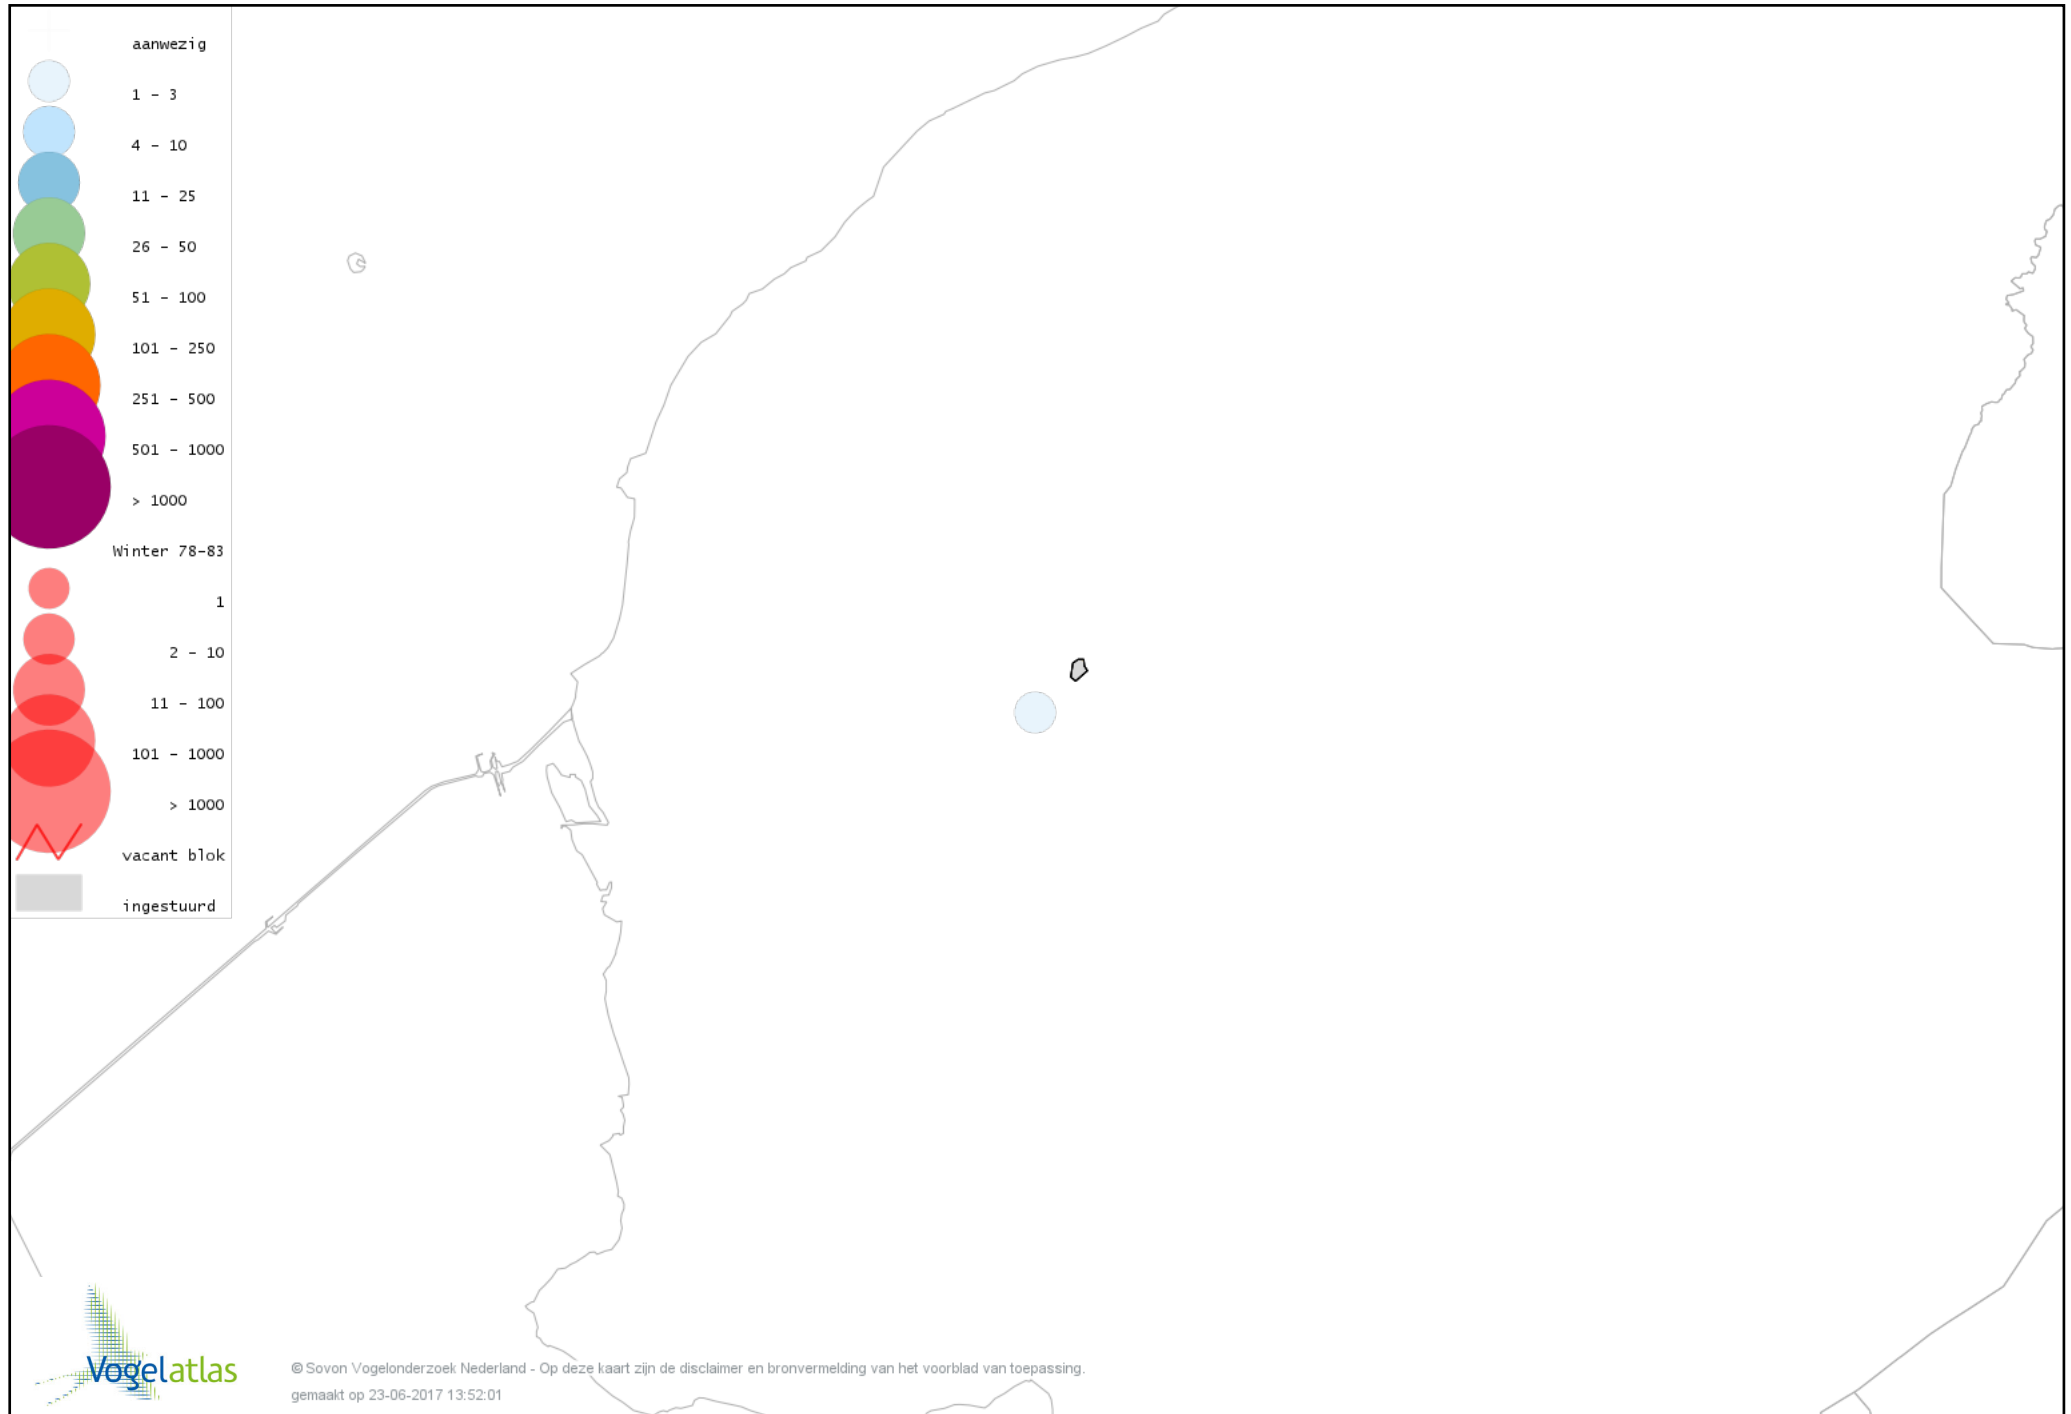 aanwezig
1 - 3
4 - 10
11 - 25
26 - 50
51 - 100
101 - 250
251 - 500
501 - 1000
> 1000
Winter 78-83
1
2 - 10
11 - 100
101 - 1000
> 1000
vacant blok
ingestuurd
Vogelatlas
© Sovon Vogelonderzoek Nederland - Op deze kaart zijn de disclaimer en bronvermelding van het voorblad van toepassing.
gemaakt op 23-06-2017 13:52:01